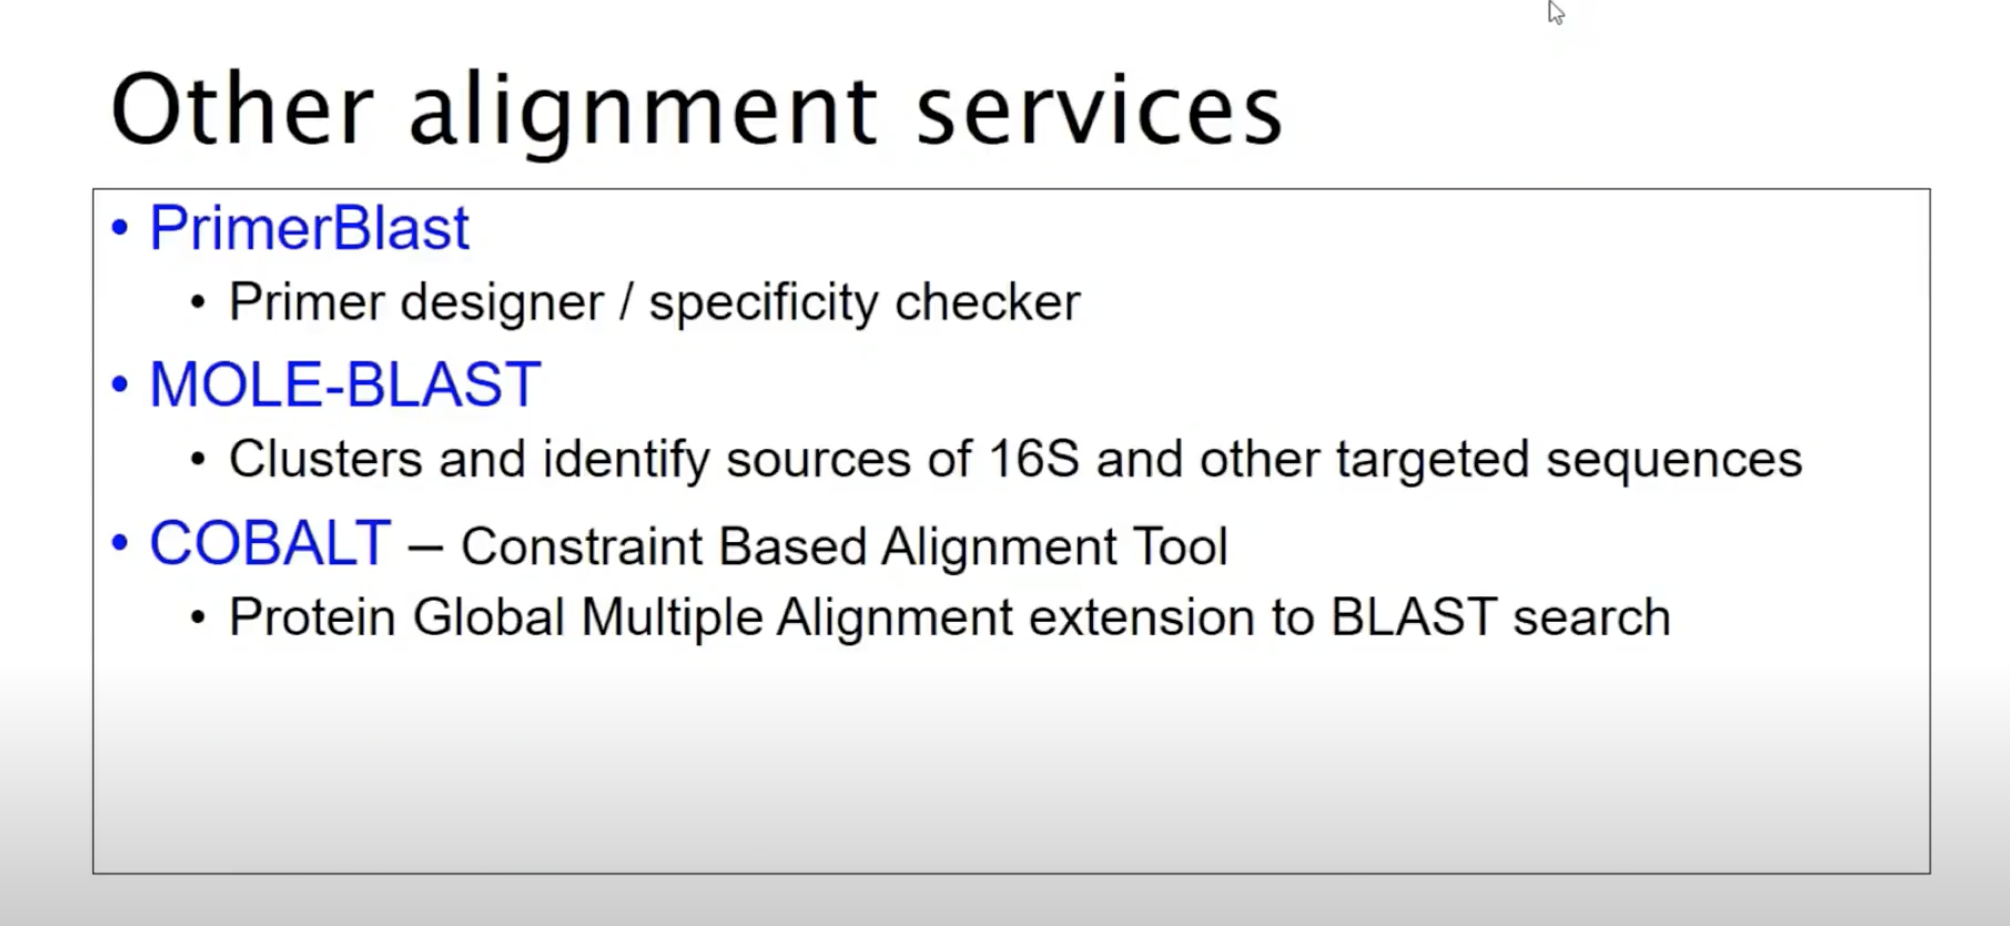 Other alignment services
• PrimerBlast
• Primer designer / specificity checker
• MOLE-BLAST
• Clusters and identify sources of 16S and other targeted sequences
• COBALT – Constraint Based Alignment Tool
• Protein Global Multiple Alignment extension to BLAST search